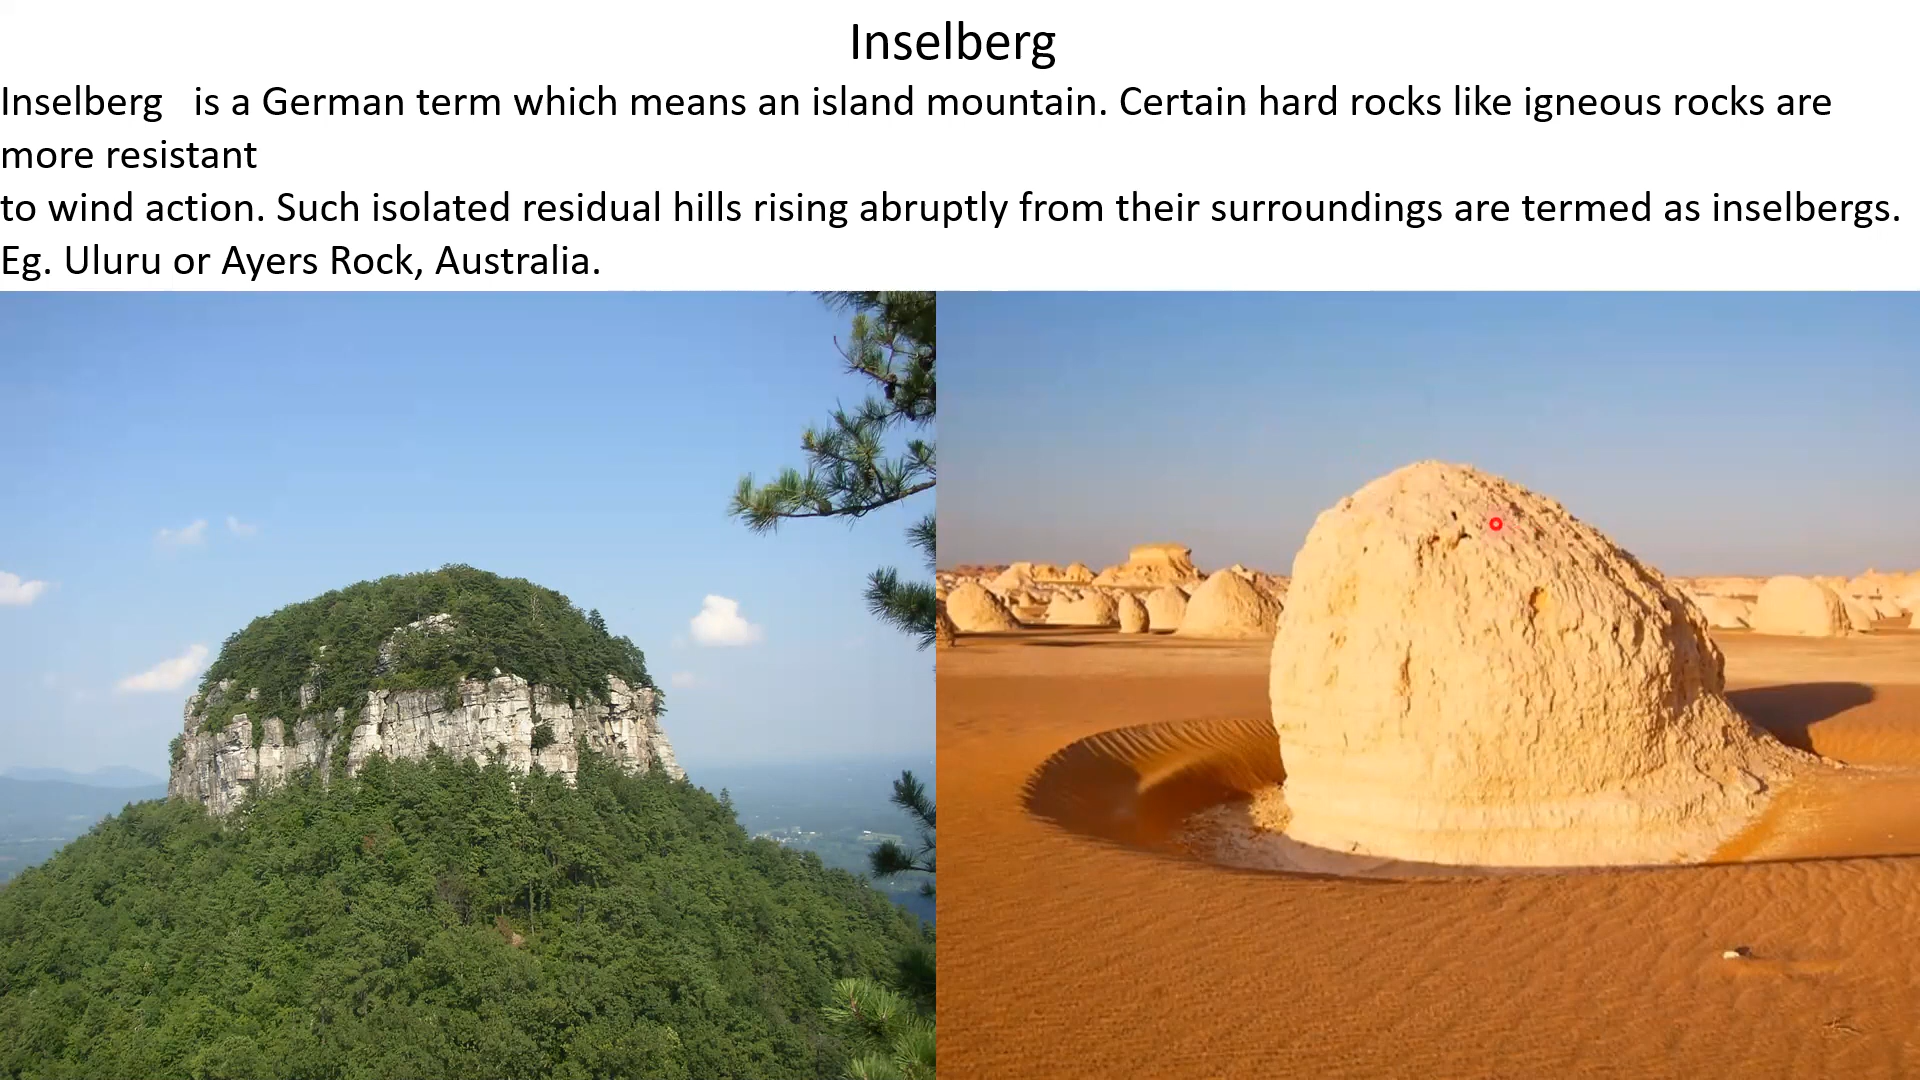 Inselberg
Inselberg   is a German term which means an island mountain. Certain hard rocks like igneous rocks are
more resistant
to wind action. Such isolated residual hills rising abruptly from their surroundings are termed as inselbergs.
Eg. Uluru or Ayers Rock, Australia.